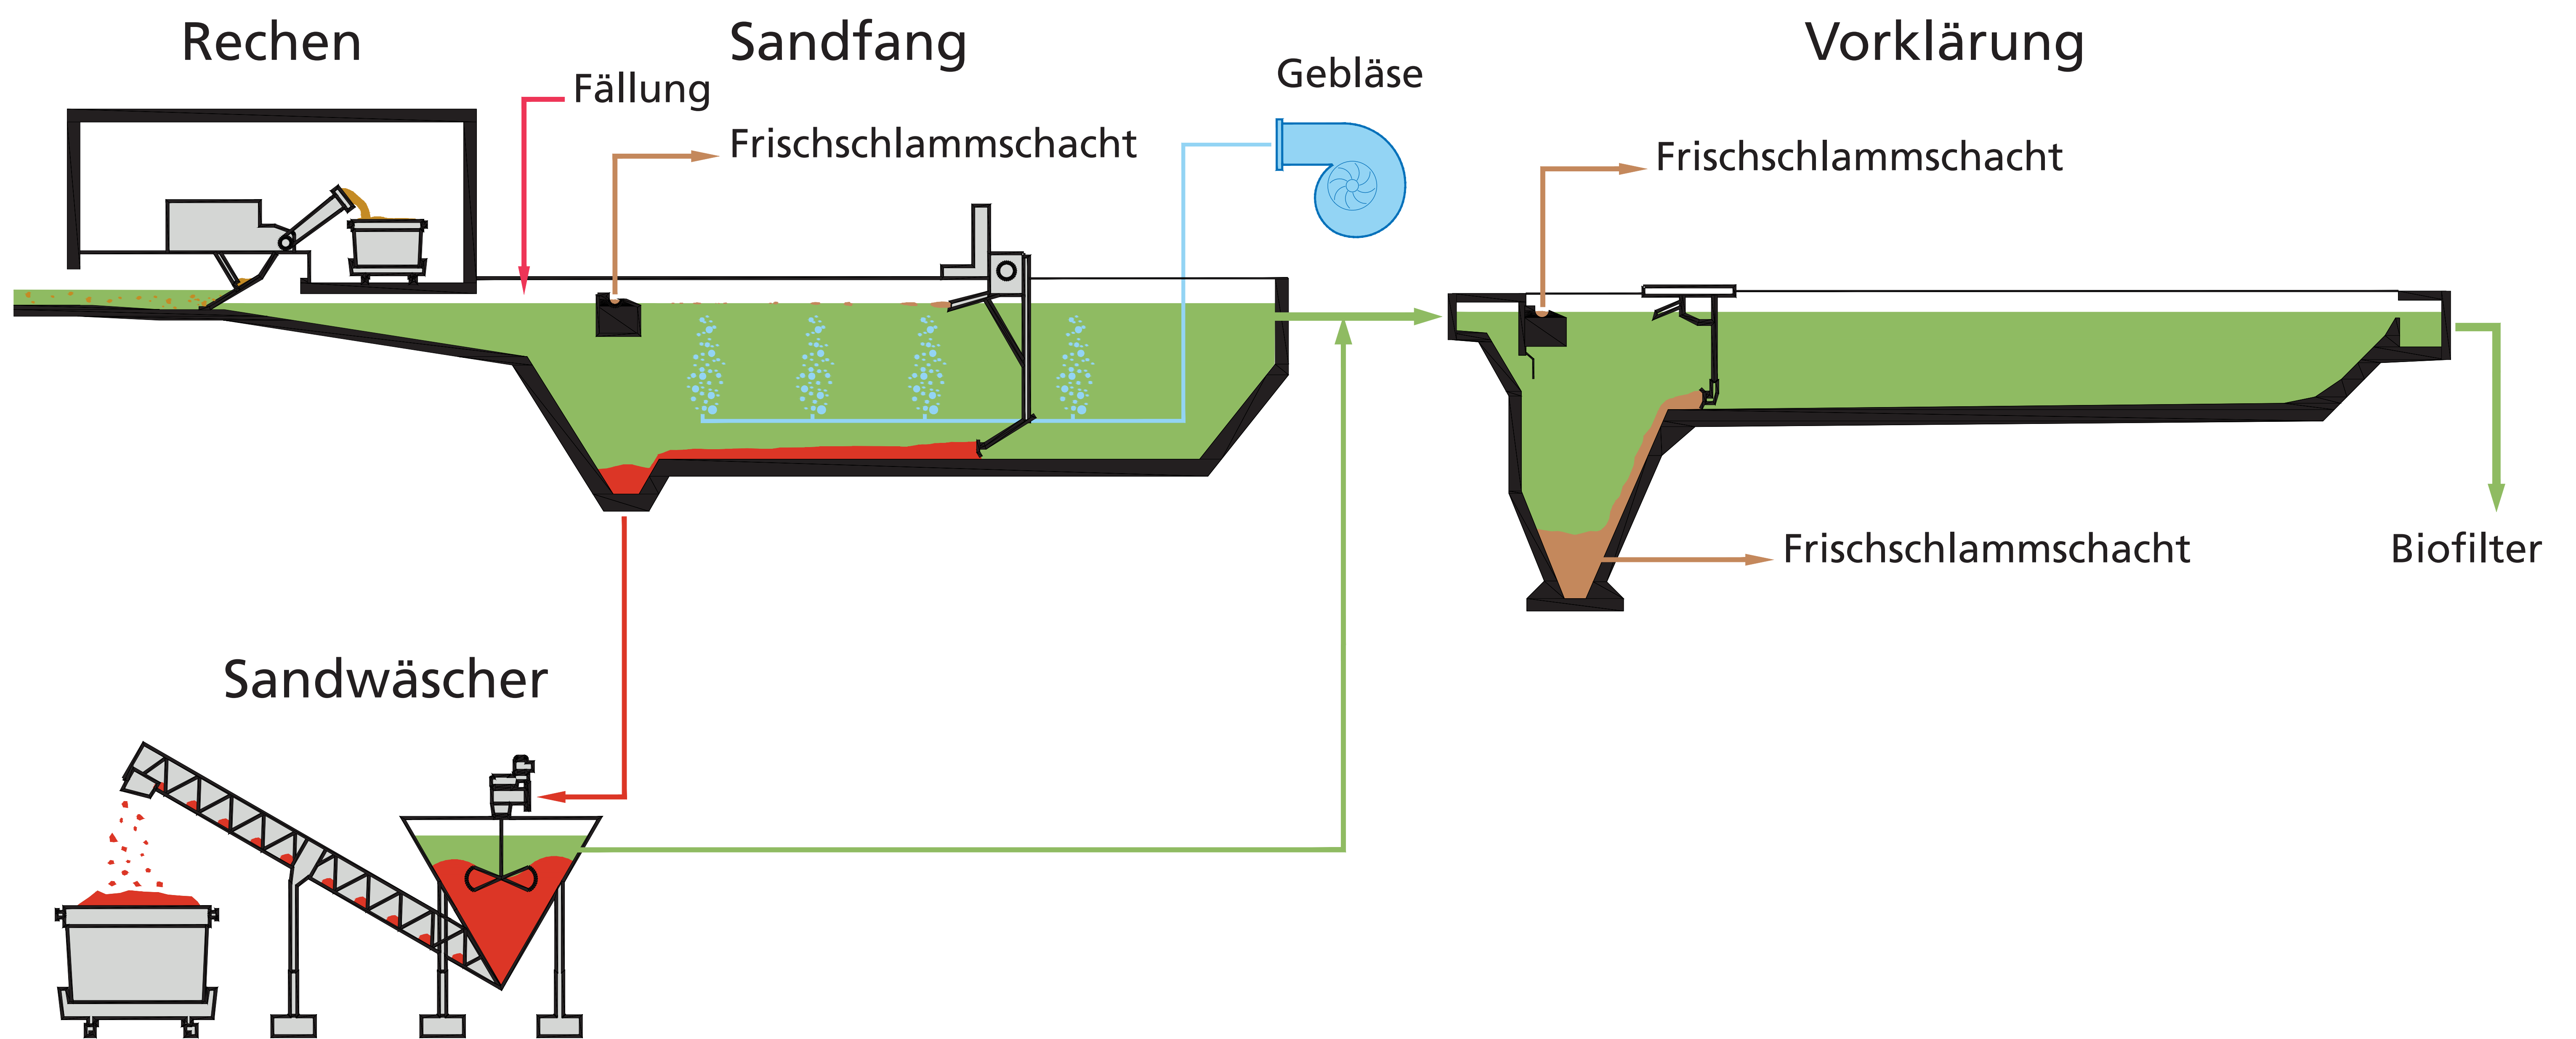 Rechen
Sandfang
Vorklärung
Fällung
Gebläse
Frischschlammschacht
Frischschlammschacht
Frischschlammschacht
Biofilter
Sandwäscher